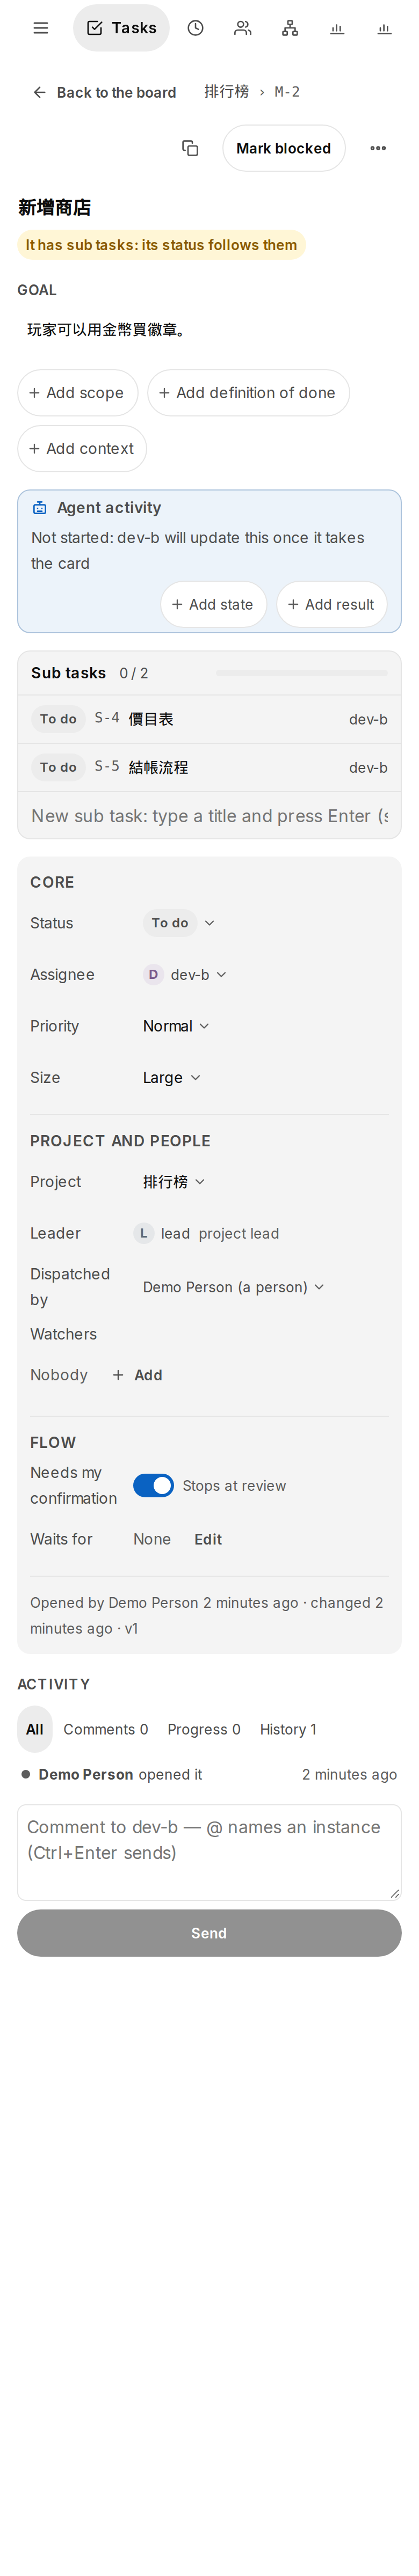 Tasks
Back to the board 排行榜 › M-2
Mark blocked
新增商店
It has sub tasks: its status follows them
GOAL
玩家可以用金幣買徽章。
+ Add scope + Add definition of done
+ Add context
Agent activity
Not started: dev-b will update this once it takes
the card
+ Add state + Add result
Sub tasks 0 / 2
To do S-4 價目表 dev-b
To do S-5 結帳流程 dev-b
New sub task: type a title and press Enter (
CORE
Status To do
Assignee D dev-b
Priority Normal
Size Large
PROJECT AND PEOPLE
Project 排行榜
Leader L lead project lead
Dispatched
by Demo Person (a person)
Watchers
Nobody + Add
FLOW
Needs my
confirmation Stops at review
Waits for None Edit
Opened by Demo Person 2 minutes ago · changed 2
minutes ago · v1
ACTIVITY
All Comments 0 Progress 0 History 1
Demo Person opened it 2 minutes ago
Comment to dev-b — @ names an instance
(Ctrl+Enter sends)
Send